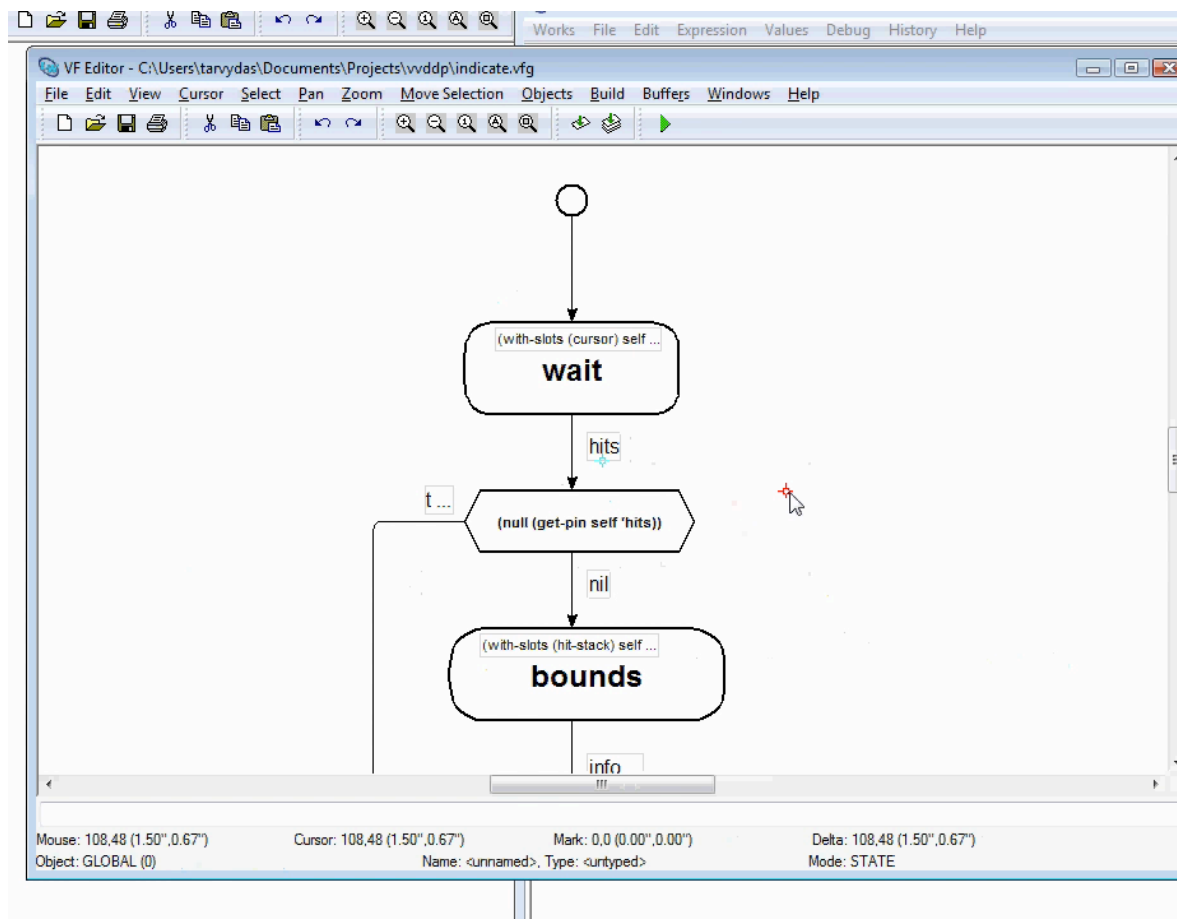 Works File Edit Expression Values Debug History Help
VF Editor - C:\Users\tarvydas\Documents\Projects\vvddp\indicate.vfg
File Edit View Cursor Select Pan Zoom Move Selection Objects Build Buffers Windows Help
(with-slots (cursor) self ...
wait
hits
t ...
(null (get-pin self 'hits))
nil
(with-slots (hit-stack) self ...
bounds
info
Mouse: 108,48 (1.50",0.67") Cursor: 108,48 (1.50",0.67") Mark: 0,0 (0.00",0.00") Delta: 108,48 (1.50",0.67")
Object: GLOBAL (0) Name: <unnamed>, Type: <untyped> Mode: STATE